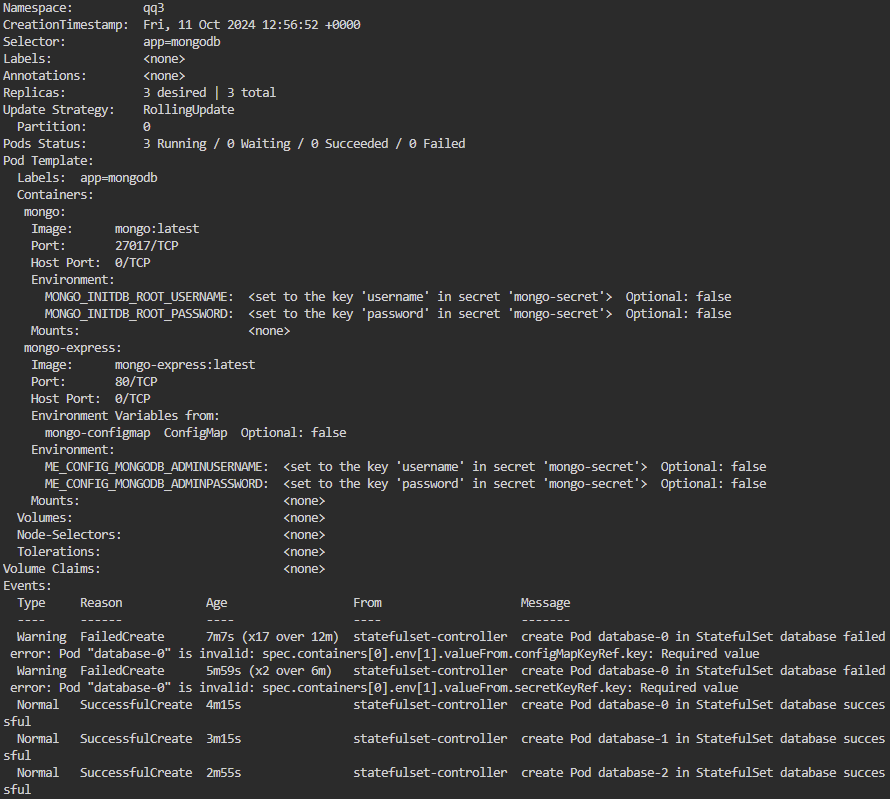 Namespace:          qq3
CreationTimestamp:  Fri, 11 Oct 2024 12:56:52 +0000
Selector:           app=mongodb
Labels:             <none>
Annotations:        <none>
Replicas:           3 desired | 3 total
Update Strategy:    RollingUpdate
  Partition:        0
Pods Status:        3 Running / 0 Waiting / 0 Succeeded / 0 Failed
Pod Template:
  Labels:  app=mongodb
  Containers:
   mongo:
    Image:      mongo:latest
    Port:       27017/TCP
    Host Port:  0/TCP
    Environment:
      MONGO_INITDB_ROOT_USERNAME:  <set to the key 'username' in secret 'mongo-secret'>  Optional: false
      MONGO_INITDB_ROOT_PASSWORD:  <set to the key 'password' in secret 'mongo-secret'>  Optional: false
    Mounts:                        <none>
   mongo-express:
    Image:      mongo-express:latest
    Port:       80/TCP
    Host Port:  0/TCP
    Environment Variables from:
      mongo-configmap  ConfigMap  Optional: false
    Environment:
      ME_CONFIG_MONGODB_ADMINUSERNAME:  <set to the key 'username' in secret 'mongo-secret'>  Optional: false
      ME_CONFIG_MONGODB_ADMINPASSWORD:  <set to the key 'password' in secret 'mongo-secret'>  Optional: false
    Mounts:                             <none>
  Volumes:                              <none>
  Node-Selectors:                       <none>
  Tolerations:                          <none>
Volume Claims:                          <none>
Events:
  Type     Reason            Age                   From                    Message
  ----     ------            ----                  ----                    -------
  Warning  FailedCreate      7m7s (x17 over 12m)  statefulset-controller  create Pod database-0 in StatefulSet database failed
 error: Pod "database-0" is invalid: spec.containers[0].env[1].valueFrom.configMapKeyRef.key: Required value
  Warning  FailedCreate      5m59s (x2 over 6m)   statefulset-controller  create Pod database-0 in StatefulSet database failed
 error: Pod "database-0" is invalid: spec.containers[0].env[1].valueFrom.secretKeyRef.key: Required value
  Normal   SuccessfulCreate  4m15s                statefulset-controller  create Pod database-0 in StatefulSet database succes
sful
  Normal   SuccessfulCreate  3m15s                statefulset-controller  create Pod database-1 in StatefulSet database succes
sful
  Normal   SuccessfulCreate  2m55s                statefulset-controller  create Pod database-2 in StatefulSet database succes
sful